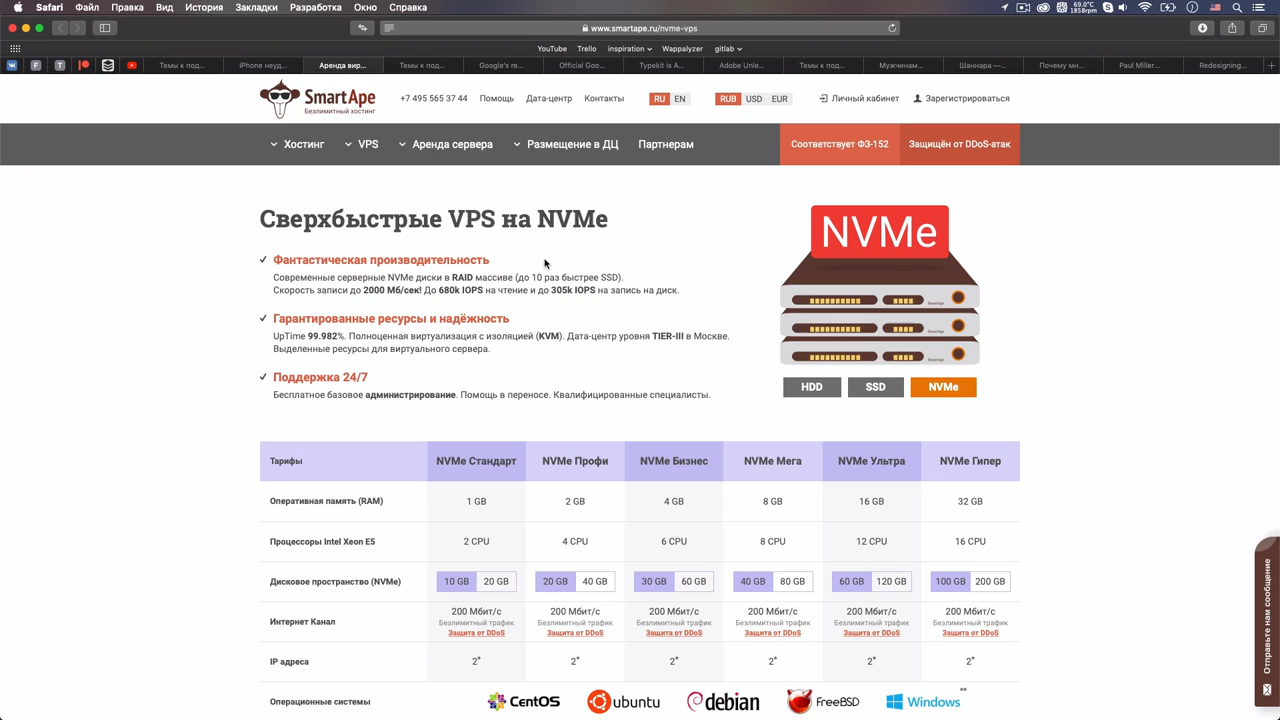 Safari Файл Правка Вид История Закладки Разработка Окно Справка 69.0°C 1858rpm
www.smartape.ru/nvme-vps
YouTube Trello inspiration Wappalyzer gitlab
Темы к под... iPhone неуд... Аренда вир... Темы к под... Google's re... Official Goo... Typekit is A... Adobe Unle... Темы к под... Мужчинам... Шаннара —... Почему мн... Paul Miller... Redesigning...
SmartApe
Безлимитный хостинг
+7 495 565 37 44 Помощь Дата-центр Контакты RU EN RUB USD EUR Личный кабинет Зарегистрироваться
Хостинг VPS Аренда сервера Размещение в ДЦ Партнерам Соответствует ФЗ-152 Защищён от DDoS-атак
Сверхбыстрые VPS на NVMe
Фантастическая производительность
Современные серверные NVMe диски в RAID массиве (до 10 раз быстрее SSD).
Скорость записи до 2000 Мб/сек! До 680k IOPS на чтение и до 305k IOPS на запись на диск.
Гарантированные ресурсы и надёжность
UpTime 99.982%. Полноценная виртуализация с изоляцией (KVM). Дата-центр уровня TIER-III в Москве.
Выделенные ресурсы для виртуального сервера.
Поддержка 24/7
Бесплатное базовое администрирование. Помощь в переносе. Квалифицированные специалисты.
NVMe
SmartApe
SmartApe
SmartApe
HDD SSD NVMe
Тарифы NVMe Стандарт NVMe Профи NVMe Бизнес NVMe Мега NVMe Ультра NVMe Гипер
Оперативная память (RAM) 1 GB 2 GB 4 GB 8 GB 16 GB 32 GB
Процессоры Intel Xeon E5 2 CPU 4 CPU 6 CPU 8 CPU 12 CPU 16 CPU
Дисковое пространство (NVMe) 10 GB 20 GB 20 GB 40 GB 30 GB 60 GB 40 GB 80 GB 60 GB 120 GB 100 GB 200 GB
Интернет Канал
200 Мбит/с 200 Мбит/с 200 Мбит/с 200 Мбит/с 200 Мбит/с 200 Мбит/с
Безлимитный трафик Безлимитный трафик Безлимитный трафик Безлимитный трафик Безлимитный трафик Безлимитный трафик
Защита от DDoS Защита от DDoS Защита от DDoS Защита от DDoS Защита от DDoS Защита от DDoS
IP адреса 2* 2* 2* 2* 2* 2*
Операционные системы CentOS ubuntu debian FreeBSD Windows **
Отправьте нам сообщение